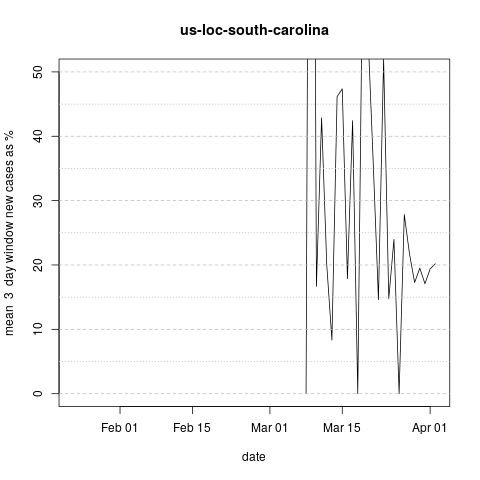 us-loc-south-carolina
mean 3 day window new cases as %
50
40
30
20
10
0
Feb 01
Feb 15
Mar 01
Mar 15
Apr 01
date